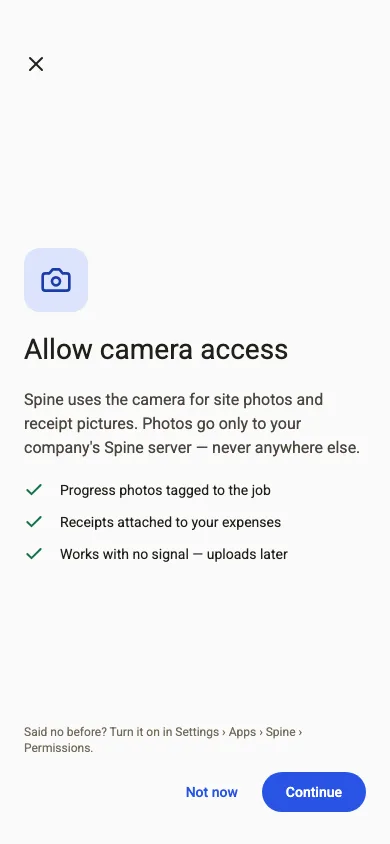 Allow camera access
Spine uses the camera for site photos and
receipt pictures. Photos go only to your
company's Spine server — never anywhere else.
Progress photos tagged to the job
Receipts attached to your expenses
Works with no signal — uploads later
Said no before? Turn it on in Settings › Apps › Spine ›
Permissions.
Not now
Continue